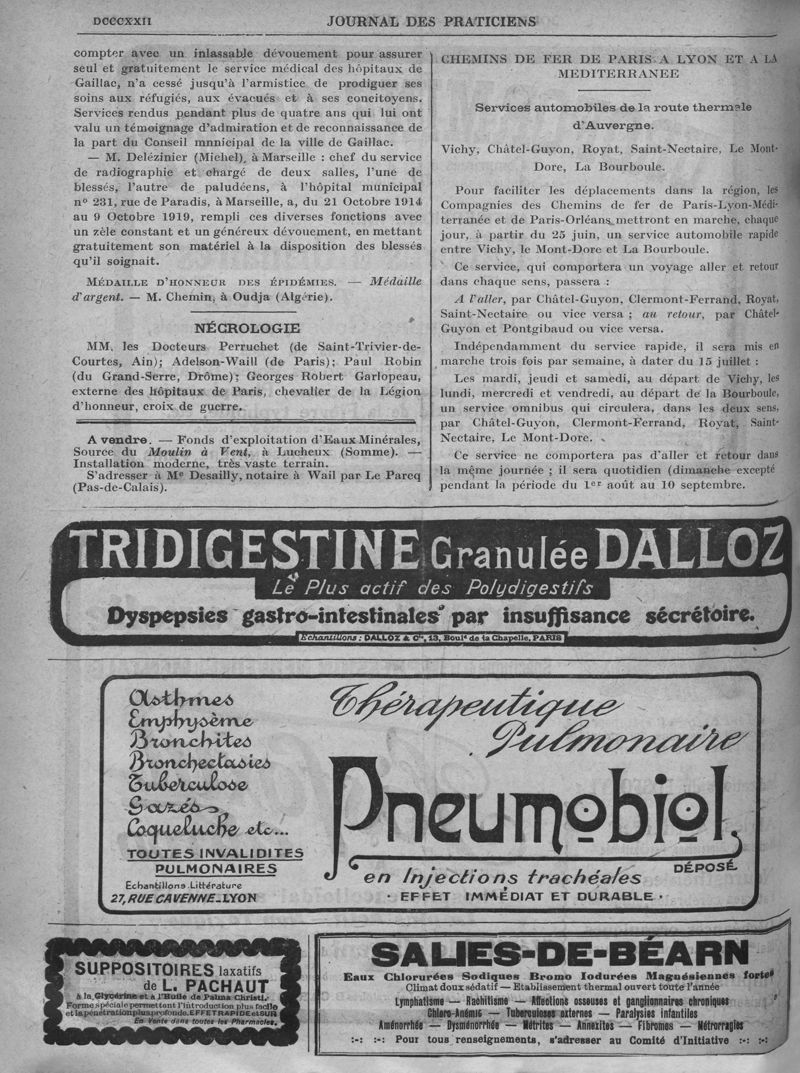 DCCCXXII
JOURNAL DES PRATICIENS
compter avec un inlassable dévouement pour assurer
seul et gratuitement le service médical des hôpitaux de
Gaillac, n'a cessé jusqu'à l'armistice de prodiguer ses
soins aux réfugiés, aux évacués et à ses concitoyens.
Services rendus pendant plus de quatre ans qui lui ont
valu un témoignage d'admiration et de reconnaissance de
la part du Conseil mnnicipal de la ville de Gaillac.
— M. Delézinier (Michel), à Marseille : chef du service
de radiographie et chargé de deux salles, l'une de
blessés, l'autre de paludéens, à l'hôpital municipal
n° 231, rue de Paradis, à Marseille, a, du 21 Octobre 1914
au 9 Octobre 1919, rempli ces diverses fonctions avec
un zèle constant et un généreux dévouement, en mettant
gratuitement son matériel à la disposition des blessés
qu'il soignait.
MÉDAILLE D'HONNEUR DES ÉPIDÉMIES. — Médaille
d'argent. — M. Chemin, à Oudja (Algérie).
NÉCROLOGIE
MM. les Docteurs Perruchet (de Saint-Trivier-de-
Courtes, Ain); Adelson-Waill (de Paris); Paul Robin
(du Grand-Serre, Drôme); Georges Robert Garlopeau,
externe des hôpitaux de Paris, chevalier de la Légion
d'honneur, croix de guerre.
A vendre. — Fonds d'exploitation d'Eaux Minérales,
Source du Moulin à Vent, à Lucheux (Somme). —
Installation moderne, très vaste terrain.
S'adresser à Me Desailly, notaire à Wail par Le Parcq
(Pas-de-Calais).
CHEMINS DE FER DE PARIS A LYON ET A LA
MEDITERRANEE
Services automobiles de la route thermale
d'Auvergne.
Vichy, Châtel-Guyon, Royat, Saint-Nectaire, Le Mont-
Dore, La Bourboule.
Pour faciliter les déplacements dans la région, les
Compagnies des Chemins de fer de Paris-Lyon-Médi-
terranée et de Paris-Orléans mettront en marche, chaque
jour, à partir du 25 juin, un service automobile rapide
entre Vichy, le Mont-Dore et La Bourboule.
Ce service, qui comportera un voyage aller et retour
dans chaque sens, passera :
A l'aller, par Châtel-Guyon, Clermont-Ferrand, Royat,
Saint-Nectaire ou vice versa ; au retour, par Châtel-
Guyon et Pontgibaud ou vice versa.
Indépendamment du service rapide, il sera mis en
marche trois fois par semaine, à dater du 15 juillet :
Les mardi, jeudi et samedi, au départ de Vichy, les
lundi, mercredi et vendredi, au départ de la Bourboule,
un service omnibus qui circulera, dans les deux sens,
par Châtel-Guyon, Clermont-Ferrand, Royat, Saint-
Nectaire, Le Mont-Dore.
Ce service ne comportera pas d'aller et retour dans
la même journée ; il sera quotidien (dimanche excepté
pendant la période du 1er août au 10 septembre.
TRIDIGESTINE Granulée DALLOZ
Le Plus actif des Polydigestifs
Dyspepsies gastro-intestinales par insuffisance sécrétoire.
Echantillons : DALLOZ & Cie, 13, Bould de la Chapelle, PARIS
Asthmes
Emphysème
Bronchites
Bronchectasies
Tuberculose
Gazés
Coqueluche etc...
TOUTES INVALIDITES
PULMONAIRES
Echantillons Littérature
27, RUE CAVENNE_LYON
Thérapeutique
Pulmonaire
Pneumobiol
DÉPOSÉ
en Injections trachéales
· EFFET IMMÉDIAT ET DURABLE ·
SUPPOSITOIRES laxatifs
de L. PACHAUT
à la Glycérine et à l'Huile de Palma Christi.
Forme spéciale permettant l'introduction plus facile
et la pénétration plus profonde. EFFET RAPIDE et SUR
En Vente dans toutes les Pharmacies.
SALIES-DE-BÉARN
Eaux Chlorurées Sodiques Bromo Iodurées Magnésiennes fortes
Climat doux sédatif — Etablissement thermal ouvert toute l'année
Lymphatisme — Rachitisme — Affections osseuses et ganglionnaires chroniques
Chloro-Anémie — Tuberculoses externes — Paralysies infantiles
Aménorrhée — Dysménorrhée — Métrites — Annexites — Fibromes — Métrorragies
:-: :-: Pour tous renseignements, s'adresser au Comité d'Initiative :-: :-: